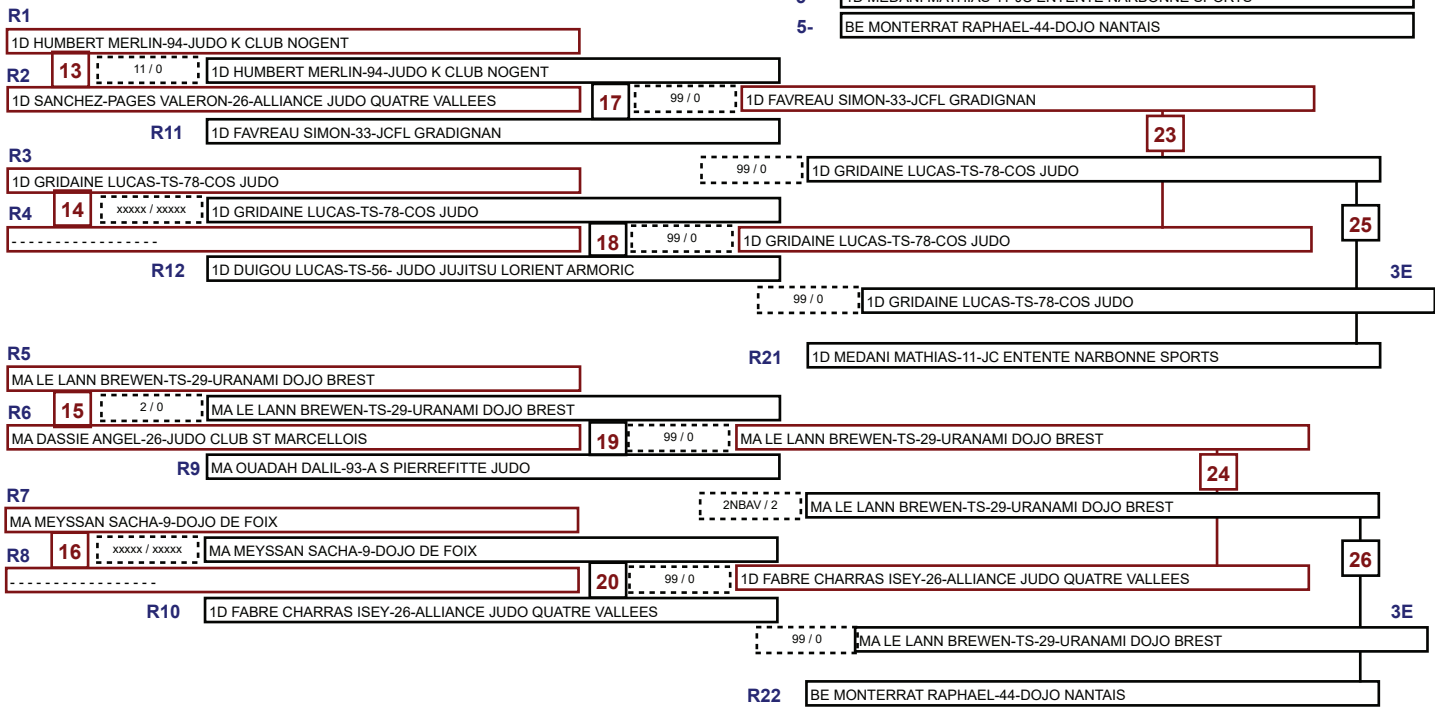 5- 1D MEDANI MATHIAS-11-JC ENTENTE NARBONNE SPORTS
R1
5- BE MONTERRAT RAPHAEL-44-DOJO NANTAIS
1D HUMBERT MERLIN-94-JUDO K CLUB NOGENT
R2 13 11 / 0 1D HUMBERT MERLIN-94-JUDO K CLUB NOGENT
1D SANCHEZ-PAGES VALERON-26-ALLIANCE JUDO QUATRE VALLEES 17 99 / 0 1D FAVREAU SIMON-33-JCFL GRADIGNAN
R11 1D FAVREAU SIMON-33-JCFL GRADIGNAN 23
R3
99 / 0 1D GRIDAINE LUCAS-TS-78-COS JUDO
1D GRIDAINE LUCAS-TS-78-COS JUDO
R4 14 xxxxx / xxxxx 1D GRIDAINE LUCAS-TS-78-COS JUDO 25
- - - - - - - - - - - - - - - - - 18 99 / 0 1D GRIDAINE LUCAS-TS-78-COS JUDO
R12 1D DUIGOU LUCAS-TS-56- JUDO JUJITSU LORIENT ARMORIC 3E
99 / 0 1D GRIDAINE LUCAS-TS-78-COS JUDO
R5
R21 1D MEDANI MATHIAS-11-JC ENTENTE NARBONNE SPORTS
MA LE LANN BREWEN-TS-29-URANAMI DOJO BREST
R6 15 2 / 0 MA LE LANN BREWEN-TS-29-URANAMI DOJO BREST
MA DASSIE ANGEL-26-JUDO CLUB ST MARCELLOIS 19 99 / 0 MA LE LANN BREWEN-TS-29-URANAMI DOJO BREST
R9 MA OUADAH DALIL-93-A S PIERREFITTE JUDO 24
R7
2NBAV / 2 MA LE LANN BREWEN-TS-29-URANAMI DOJO BREST
MA MEYSSAN SACHA-9-DOJO DE FOIX
R8 16 xxxxx / xxxxx MA MEYSSAN SACHA-9-DOJO DE FOIX 26
- - - - - - - - - - - - - - - - - 20 99 / 0 1D FABRE CHARRAS ISEY-26-ALLIANCE JUDO QUATRE VALLEES
R10 1D FABRE CHARRAS ISEY-26-ALLIANCE JUDO QUATRE VALLEES 3E
99 / 0 MA LE LANN BREWEN-TS-29-URANAMI DOJO BREST
R22 BE MONTERRAT RAPHAEL-44-DOJO NANTAIS